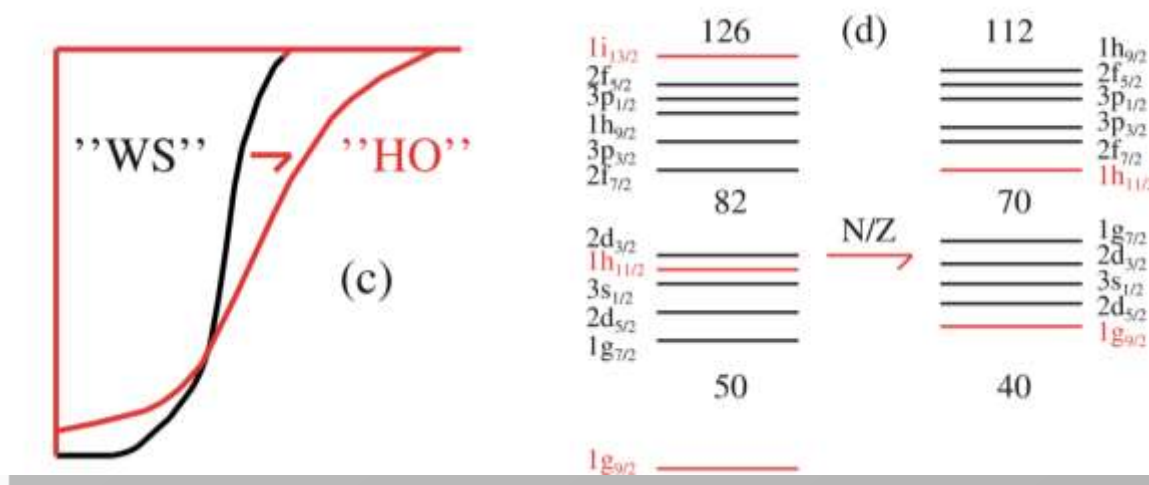 ''WS''
''HO''
(c)
126
(d)
112
1i13/2
2f5/2
3p1/2
1h9/2
3p3/2
2f7/2
82
2d3/2
1h11/2
3s1/2
2d5/2
1g7/2
50
1g9/2
N/Z
1h9/2
2f5/2
3p1/2
3p3/2
2f7/2
1h11/2
70
1g7/2
2d3/2
3s1/2
2d5/2
1g9/2
40